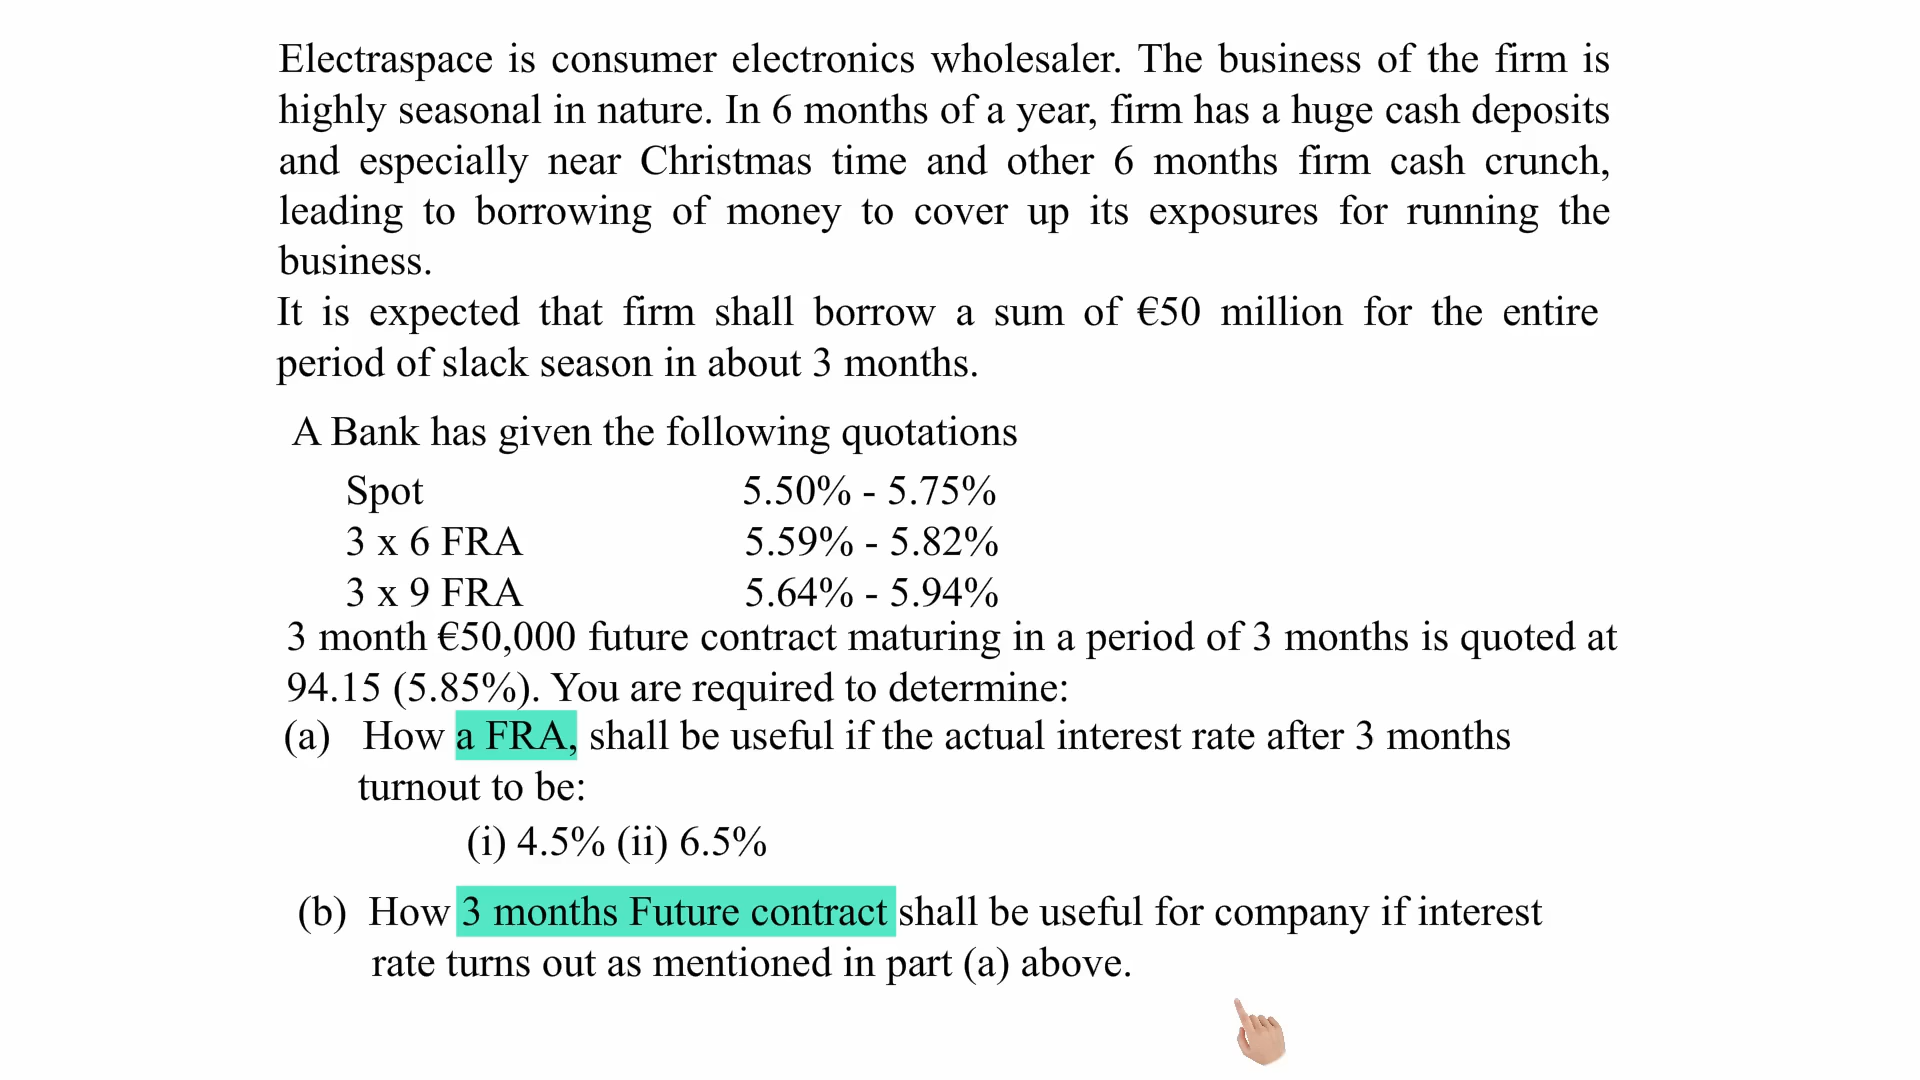 Electraspace is consumer electronics wholesaler. The business of the firm is
highly seasonal in nature. In 6 months of a year, firm has a huge cash deposits
and especially near Christmas time and other 6 months firm cash crunch,
leading to borrowing of money to cover up its exposures for running the
business.
It is expected that firm shall borrow a sum of €50 million for the entire
period of slack season in about 3 months.
A Bank has given the following quotations
Spot 5.50% - 5.75%
3 x 6 FRA 5.59% - 5.82%
3 x 9 FRA 5.64% - 5.94%
3 month €50,000 future contract maturing in a period of 3 months is quoted at
94.15 (5.85%). You are required to determine:
(a) How a FRA, shall be useful if the actual interest rate after 3 months
turnout to be:
(i) 4.5% (ii) 6.5%
(b) How 3 months Future contract shall be useful for company if interest
rate turns out as mentioned in part (a) above.